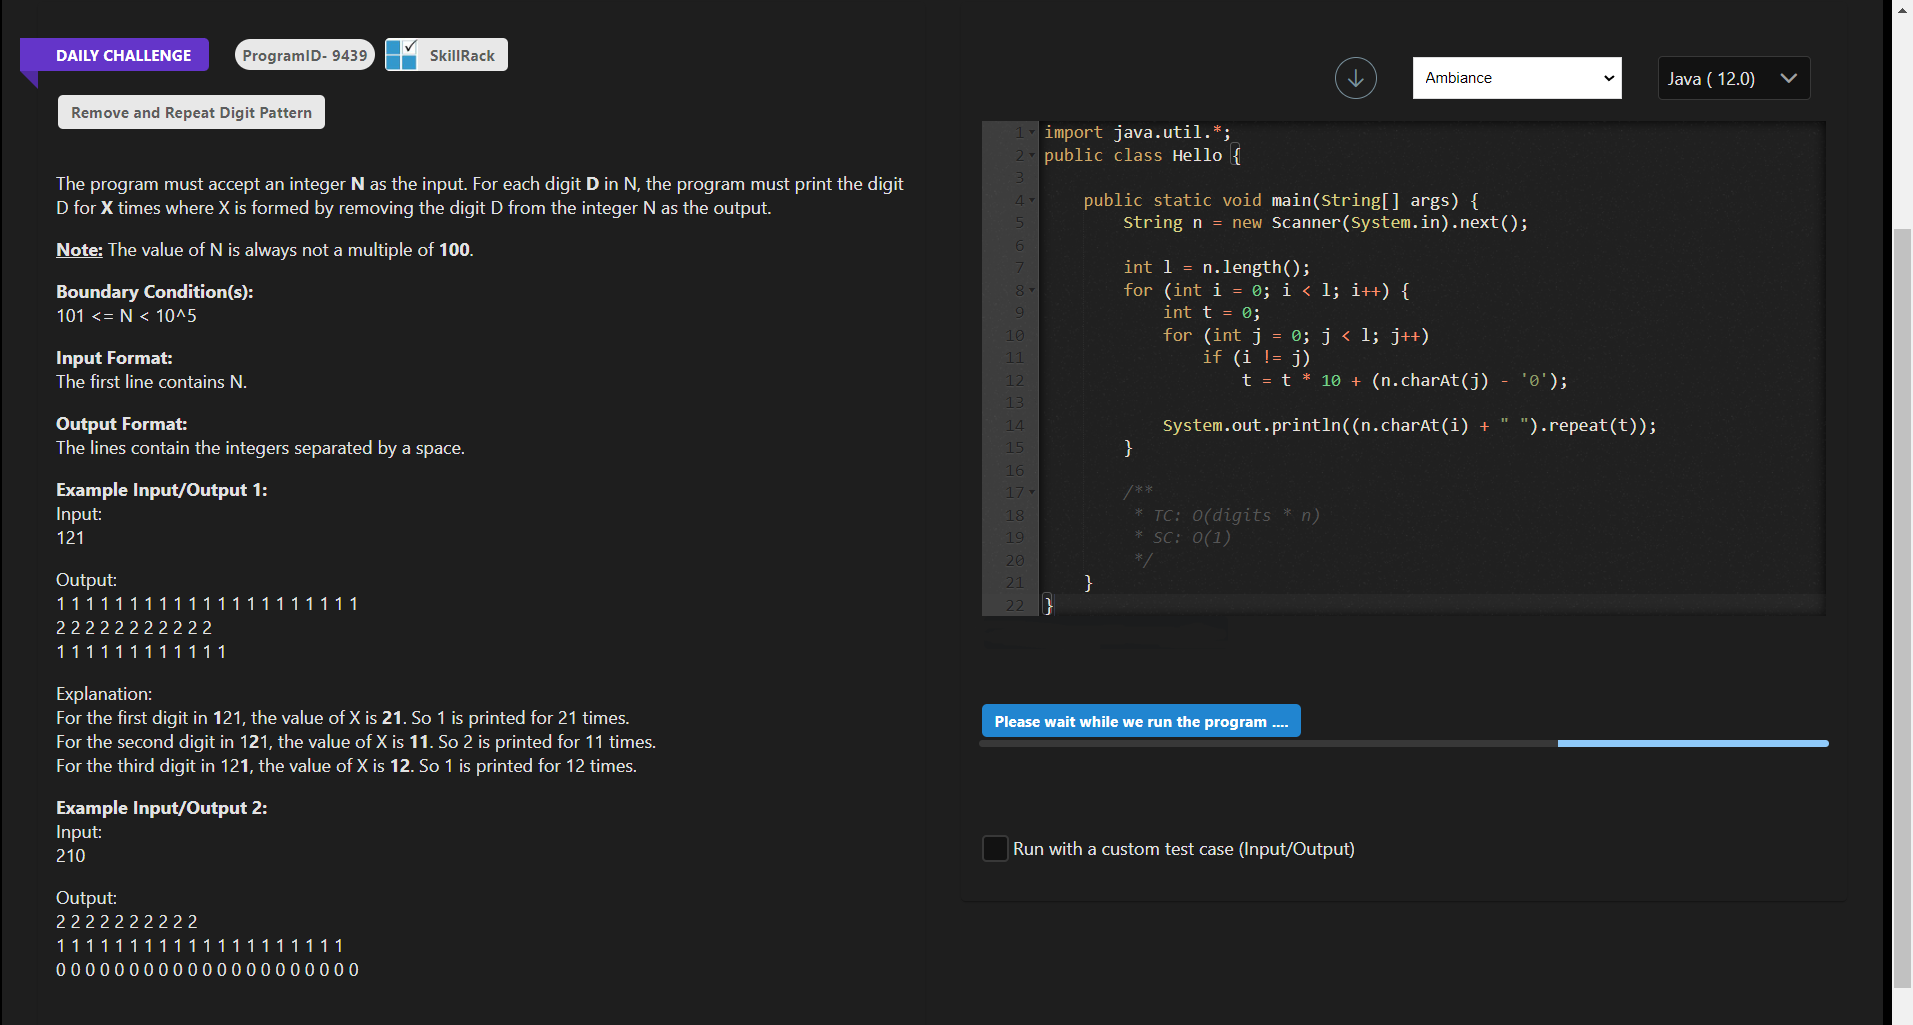 DAILY CHALLENGE
ProgramID- 9439
SkillRack
Remove and Repeat Digit Pattern
The program must accept an integer N as the input. For each digit D in N, the program must print the digit
D for X times where X is formed by removing the digit D from the integer N as the output.
Note: The value of N is always not a multiple of 100.
Boundary Condition(s):
101 <= N < 10^5
Input Format:
The first line contains N.
Output Format:
The lines contain the integers separated by a space.
Example Input/Output 1:
Input:
121
Output:
1 1 1 1 1 1 1 1 1 1 1 1 1 1 1 1 1 1 1 1 1
2 2 2 2 2 2 2 2 2 2 2
1 1 1 1 1 1 1 1 1 1 1 1
Explanation:
For the first digit in 121, the value of X is 21. So 1 is printed for 21 times.
For the second digit in 121, the value of X is 11. So 2 is printed for 11 times.
For the third digit in 121, the value of X is 12. So 1 is printed for 12 times.
Example Input/Output 2:
Input:
210
Output:
2 2 2 2 2 2 2 2 2 2
1 1 1 1 1 1 1 1 1 1 1 1 1 1 1 1 1 1 1 1
0 0 0 0 0 0 0 0 0 0 0 0 0 0 0 0 0 0 0 0 0
Ambiance
Java ( 12.0)
1 import java.util.*;
2 public class Hello {
3
4 public static void main(String[] args) {
5 String n = new Scanner(System.in).next();
6
7 int l = n.length();
8 for (int i = 0; i < l; i++) {
9 int t = 0;
10 for (int j = 0; j < l; j++)
11 if (i != j)
12 t = t * 10 + (n.charAt(j) - '0');
13
14 System.out.println((n.charAt(i) + " ").repeat(t));
15 }
16
17 /**
18 * TC: O(digits * n)
19 * SC: O(1)
20 */
21 }
22 }
Please wait while we run the program ....
Run with a custom test case (Input/Output)